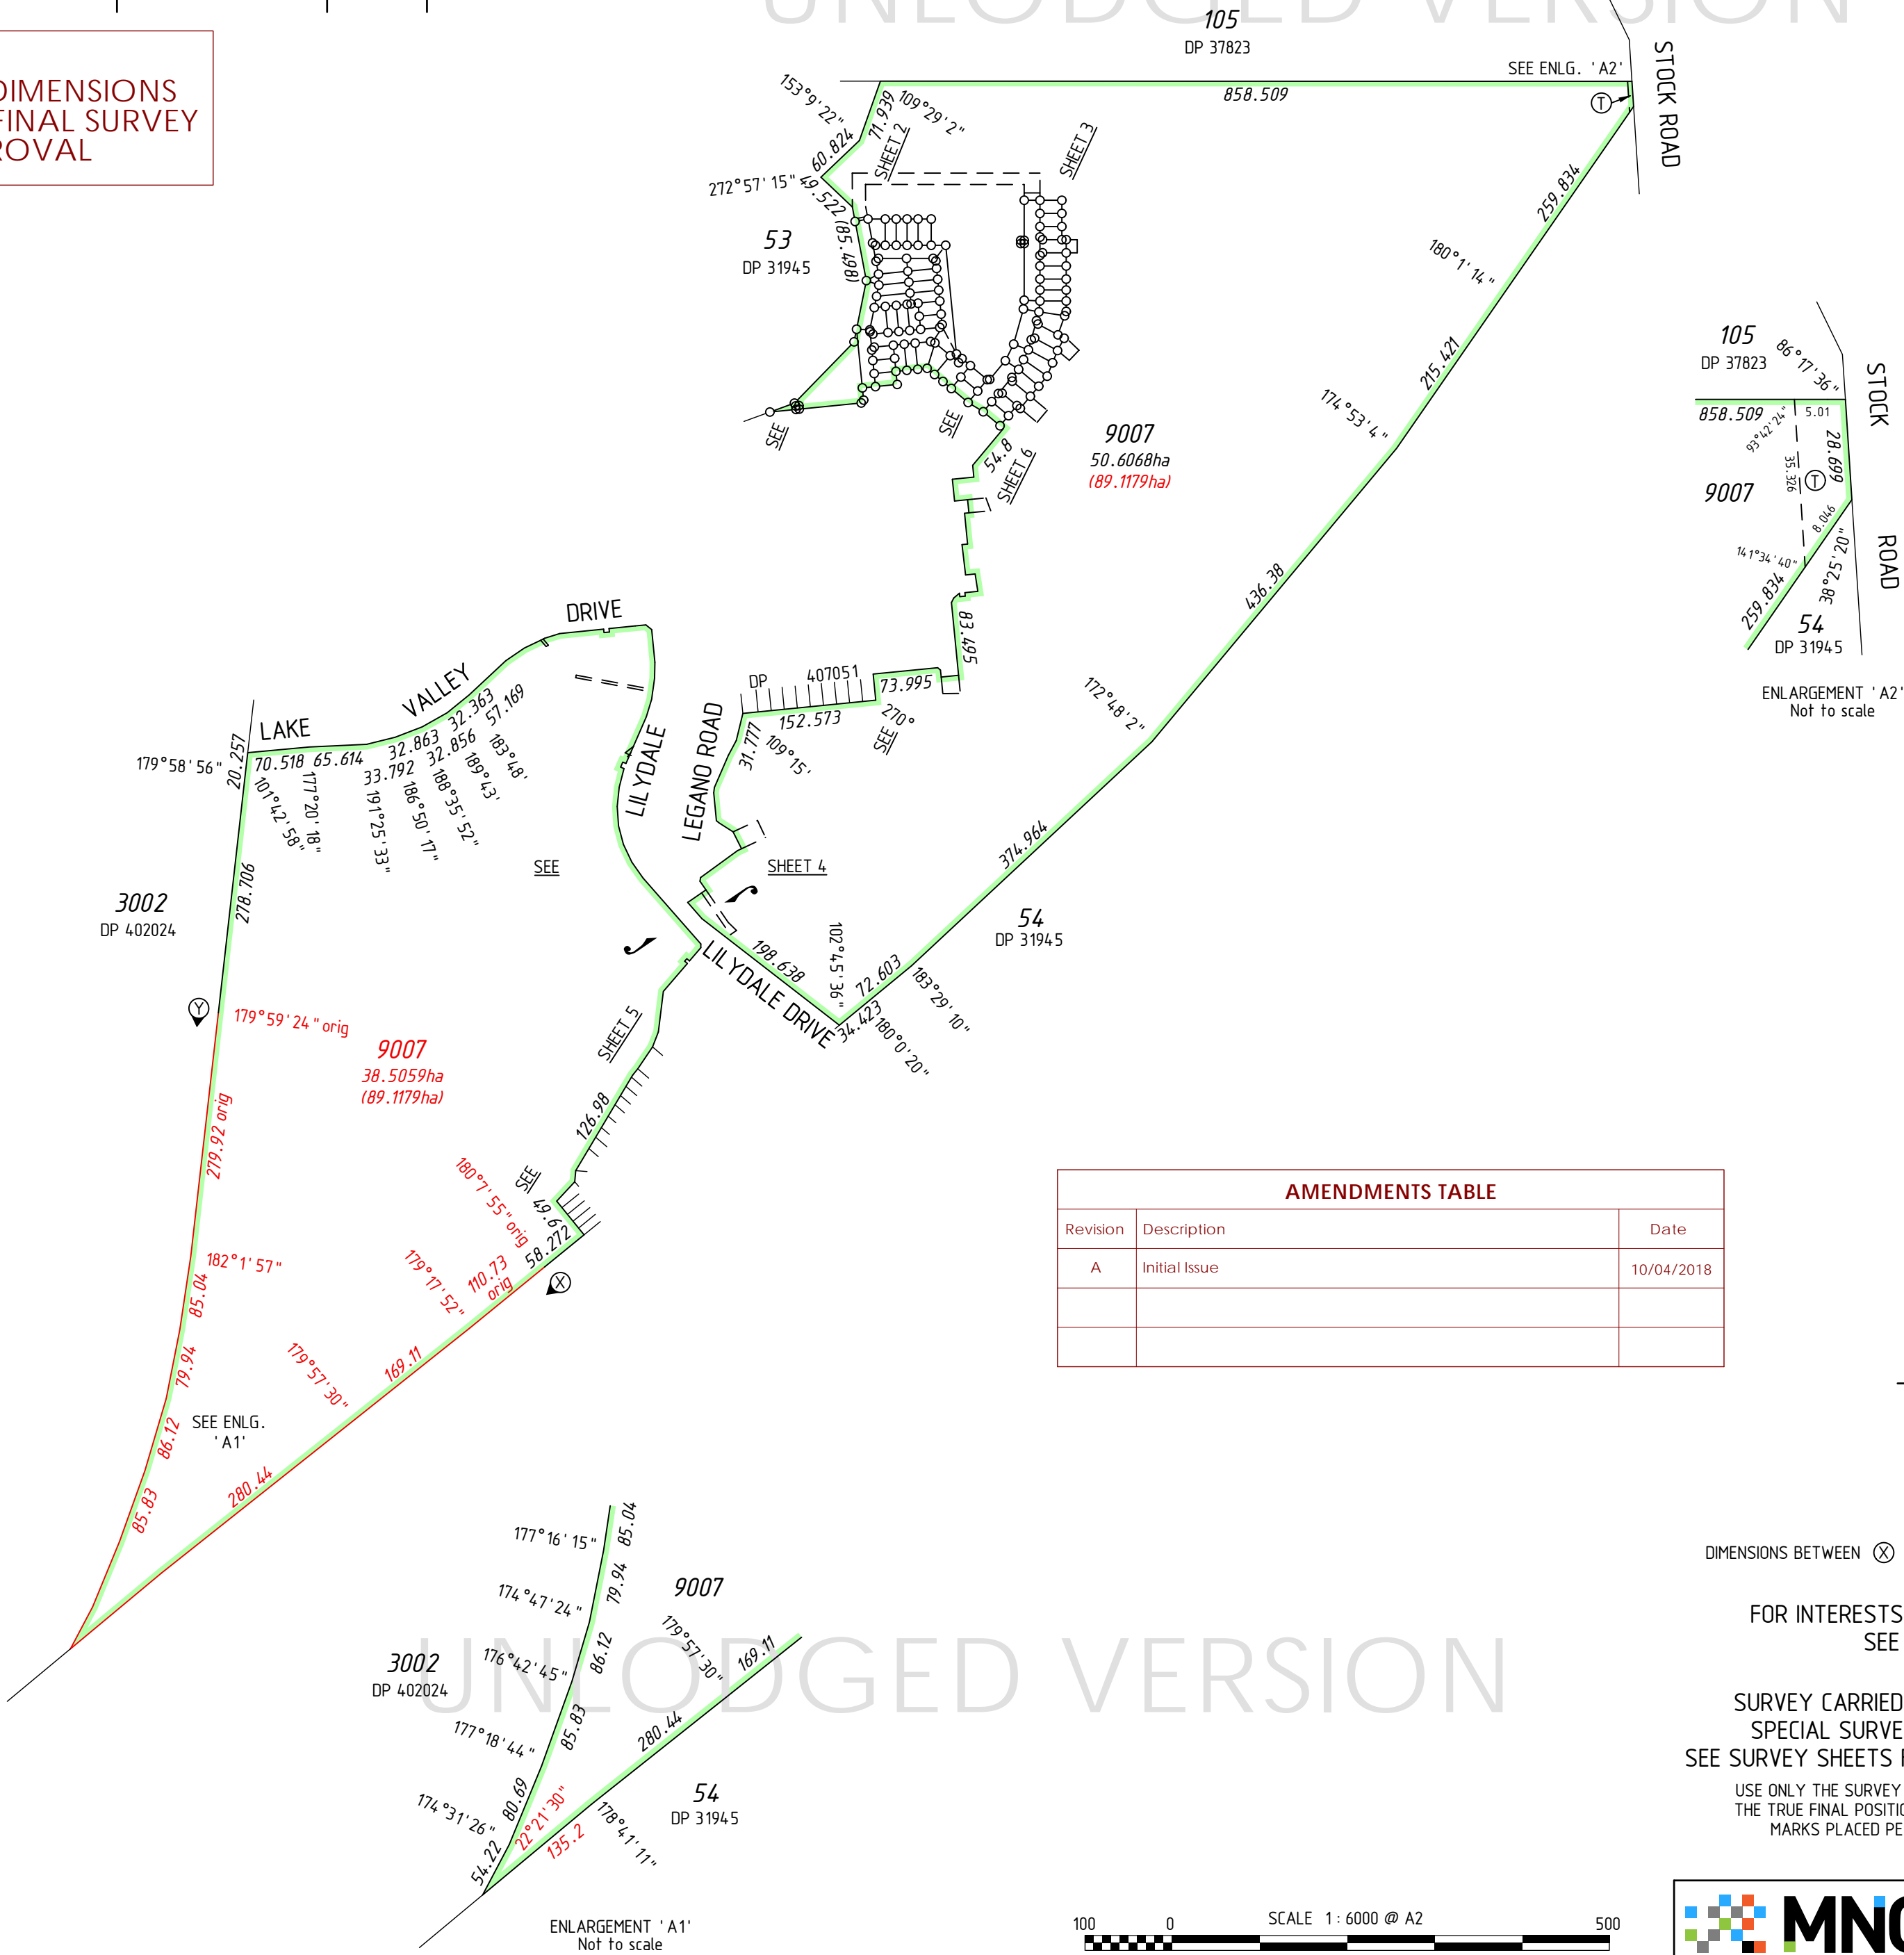 UNLODGED VERSION
DIMENSIONS
FINAL SURVEY
105
DP 37823
SEE ENLG. 'A2'
858.509
STOCK ROAD
T
153°9'22"
71.939
109°29'2"
60.824
SHEET 2
SHEET 3
272°57'15"
49.522
(85.498)
53
DP 31945
259.834
180°1'14"
215.421
174°53'4"
SEE
SEE
54.8
SHEET 6
9007
50.6068ha
(89.1179ha)
436.38
105
DP 37823
86°17'36"
STOCK
ROAD
858.509
5.01
93°42'24"
28.699
35.326
T
9007
8.046
141°34'40"
38°25'20"
259.834
54
DP 31945
ENLARGEMENT 'A2'
Not to scale
DRIVE
VALLEY
LAKE
83.495
DP 407051
73.995
152.573
270°
SEE
172°48'2"
LILYDALE
LEGANO ROAD
31.777
109°15'
179°58'56"
20.257
70.518
65.614
32.863
32.363
57.169
33.792
32.856
101°42'58"
177°20'18"
191°25'33"
186°50'17"
188°35'52"
189°43'
183°48'
278.706
SEE
SHEET 4
374.964
3002
DP 402024
54
DP 31945
198.638
102°45'36"
72.603
LILYDALE DRIVE
34.423
183°29'10"
180°0'20"
Y
179°59'24" orig
9007
38.5059ha
(89.1179ha)
SHEET 5
126.98
279.92 orig
SEE
180°7'55" orig
49.6
58.272
X
110.73
orig
179°17'52"
182°1'57"
85.04
79.94
179°57'30"
169.11
86.12
SEE ENLG.
'A1'
280.44
85.83
AMENDMENTS TABLE
Revision Description Date
A Initial Issue 10/04/2018
177°16'15"
85.04
174°47'24"
79.94
9007
179°57'30"
169.11
3002
DP 402024
176°42'45"
86.12
UNLODGED VERSION
280.44
177°18'44"
85.83
174°31'26"
80.69
22°21'30"
135.2
178°41'11"
54.22
54
DP 31945
ENLARGEMENT 'A1'
Not to scale
DIMENSIONS BETWEEN X
FOR INTERESTS
SEE
SURVEY CARRIED
SPECIAL SURVE
SEE SURVEY SHEETS
USE ONLY THE SURVEY
THE TRUE FINAL POSITIO
MARKS PLACED PE
100 0 SCALE 1:6000 @ A2 500